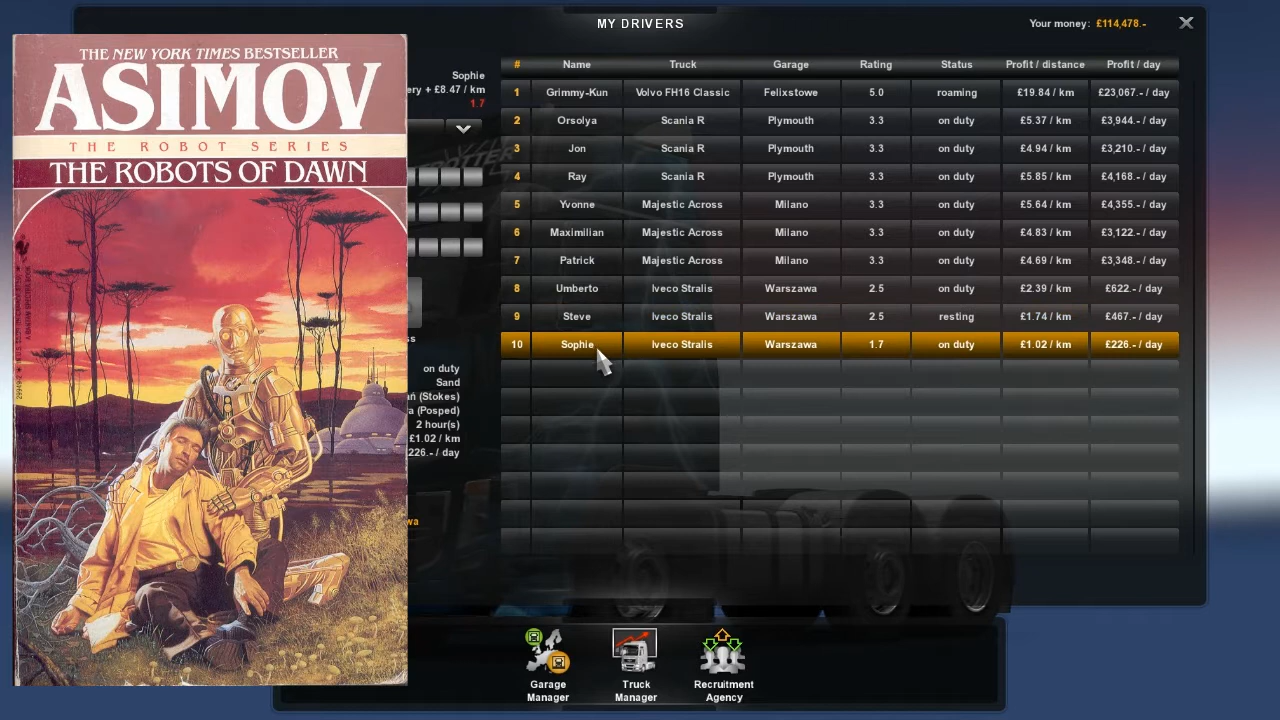 MY DRIVERS
Your money: £114,478.-
THE NEW YORK TIMES BESTSELLER
ASIMOV
THE ROBOT SERIES
THE ROBOTS OF DAWN
Sophie
ery + £8.47 / km
1.7
on duty
Sand
(Stokes)
a (Posped)
2 hour(s)
£1.02 / km
226.- / day
wa
# Name Truck Garage Rating Status Profit / distance Profit / day
1 Grimmy-Kun Volvo FH16 Classic Felixstowe 5.0 roaming £19.84 / km £23,067.- / day
2 Orsolya Scania R Plymouth 3.3 on duty £5.37 / km £3,944.- / day
3 Jon Scania R Plymouth 3.3 on duty £4.94 / km £3,210.- / day
4 Ray Scania R Plymouth 3.3 on duty £5.85 / km £4,168.- / day
5 Yvonne Majestic Across Milano 3.3 on duty £5.64 / km £4,355.- / day
6 Maximilian Majestic Across Milano 3.3 on duty £4.83 / km £3,122.- / day
7 Patrick Majestic Across Milano 3.3 on duty £4.69 / km £3,348.- / day
8 Umberto Iveco Stralis Warszawa 2.5 on duty £2.39 / km £622.- / day
9 Steve Iveco Stralis Warszawa 2.5 resting £1.74 / km £467.- / day
10 Sophie Iveco Stralis Warszawa 1.7 on duty £1.02 / km £226.- / day
Garage
Manager
Truck
Manager
Recruitment
Agency